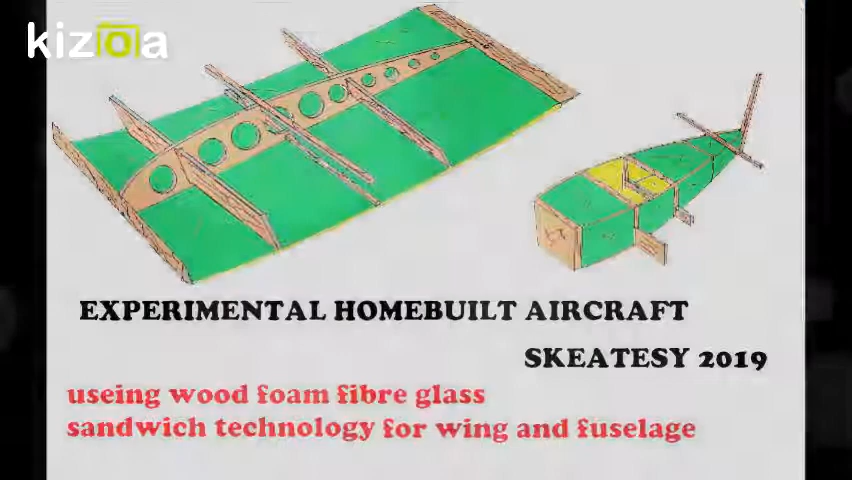 kizoa
EXPERIMENTAL HOMEBUILT AIRCRAFT
SKEATESY 2019
useing wood foam fibre glass
sandwich technology for wing and fuselage